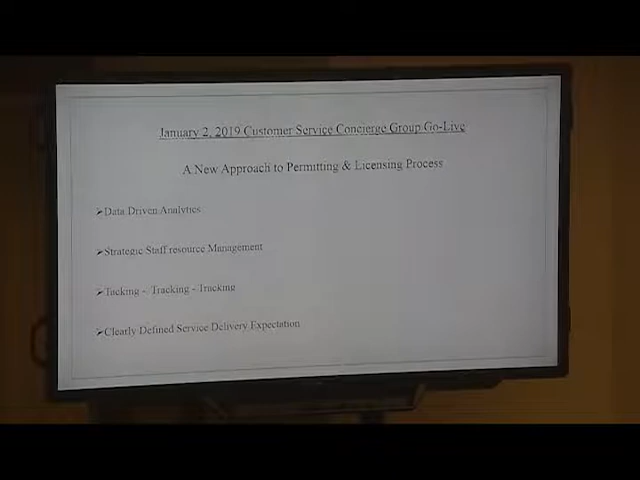 January 2, 2019 Customer Service Concierge Group Go-Live
A New Approach to Permitting & Licensing Process
➢Data Driven Analytics
➢Strategic Staff resource Management
➢Tacking - Tracking - Tracking
➢Clearly Defined Service Delivery Expectation